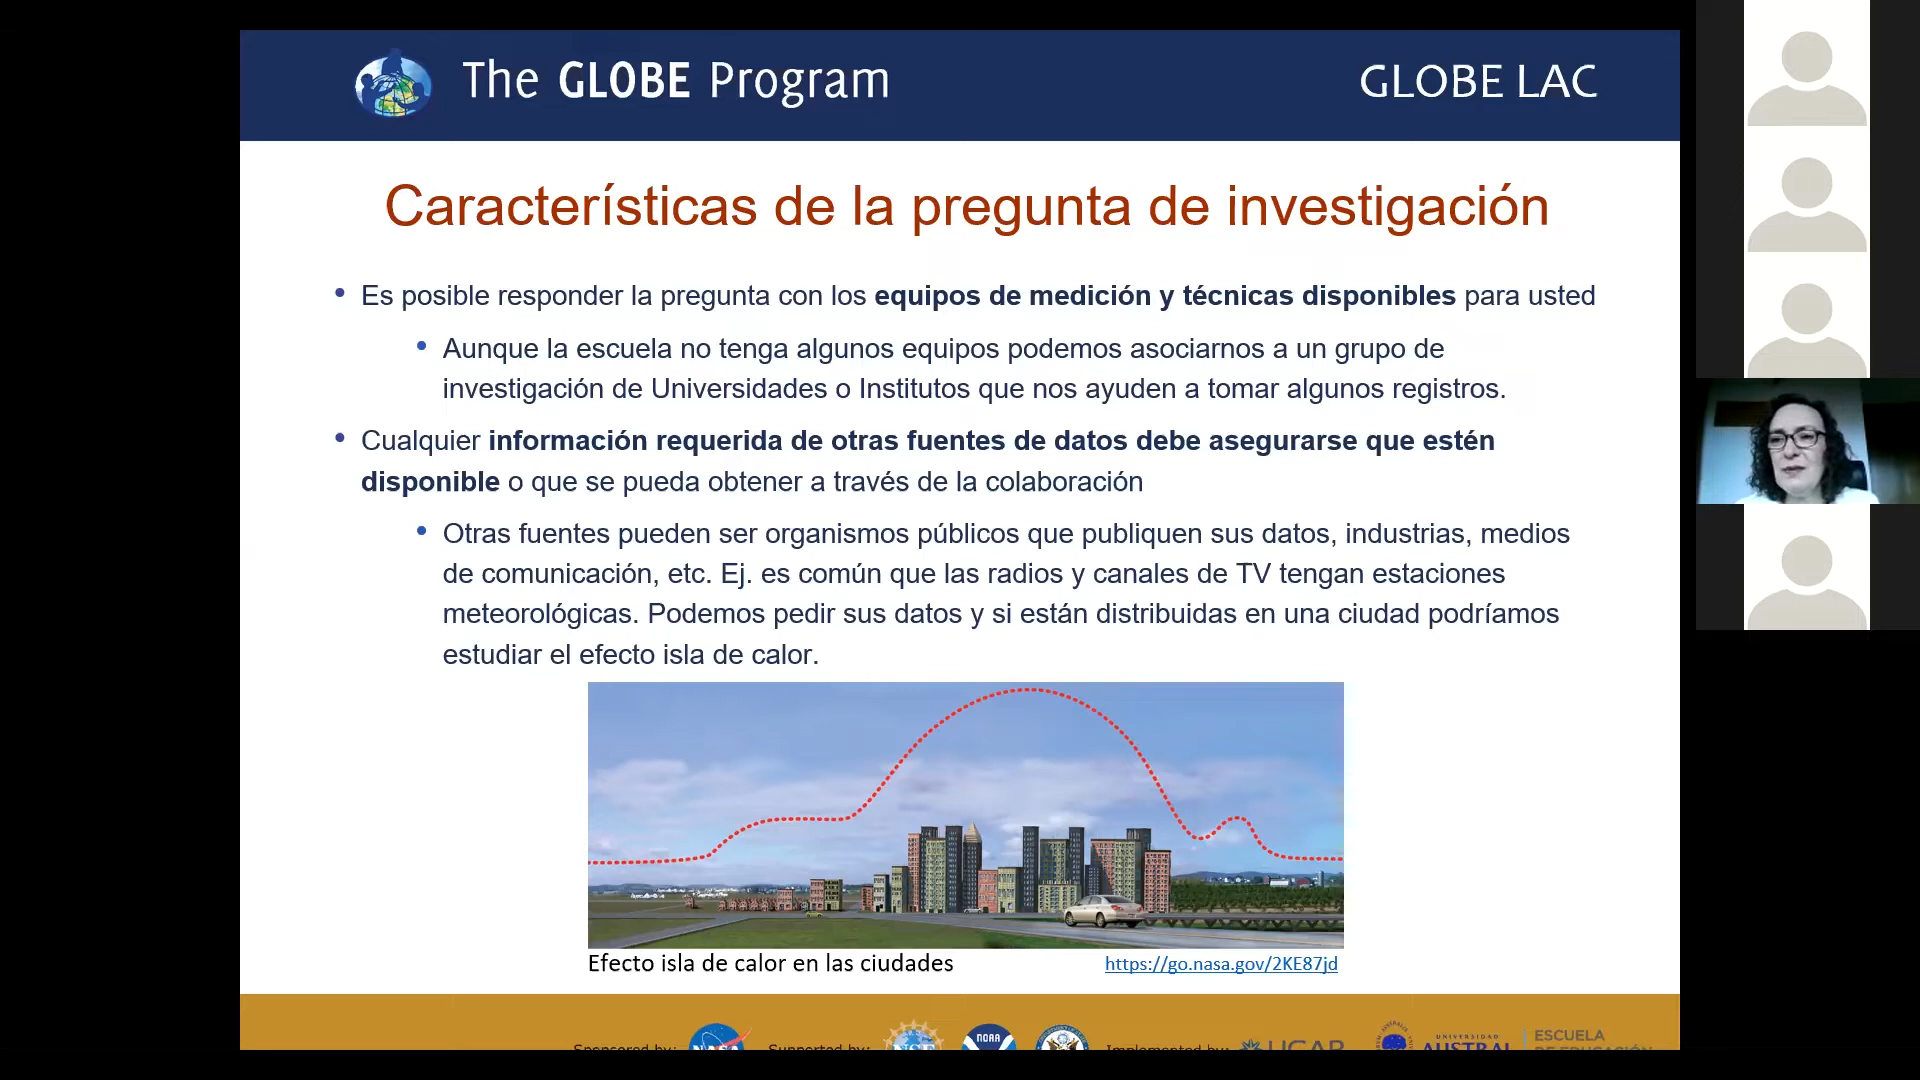 The GLOBE Program
GLOBE LAC
Características de la pregunta de investigación
• Es posible responder la pregunta con los equipos de medición y técnicas disponibles para usted
• Aunque la escuela no tenga algunos equipos podemos asociarnos a un grupo de
investigación de Universidades o Institutos que nos ayuden a tomar algunos registros.
• Cualquier información requerida de otras fuentes de datos debe asegurarse que estén
disponible o que se pueda obtener a través de la colaboración
• Otras fuentes pueden ser organismos públicos que publiquen sus datos, industrias, medios
de comunicación, etc. Ej. es común que las radios y canales de TV tengan estaciones
meteorológicas. Podemos pedir sus datos y si están distribuidas en una ciudad podríamos
estudiar el efecto isla de calor.
Efecto isla de calor en las ciudades
https://go.nasa.gov/2KE87jd
Sponsored by:
NASA
Supported by:
NSF
NOAA
Implemented by:
UCAR
UNIVERSIDAD
AUSTRAL
ESCUELA
DE EDUCACIÓN